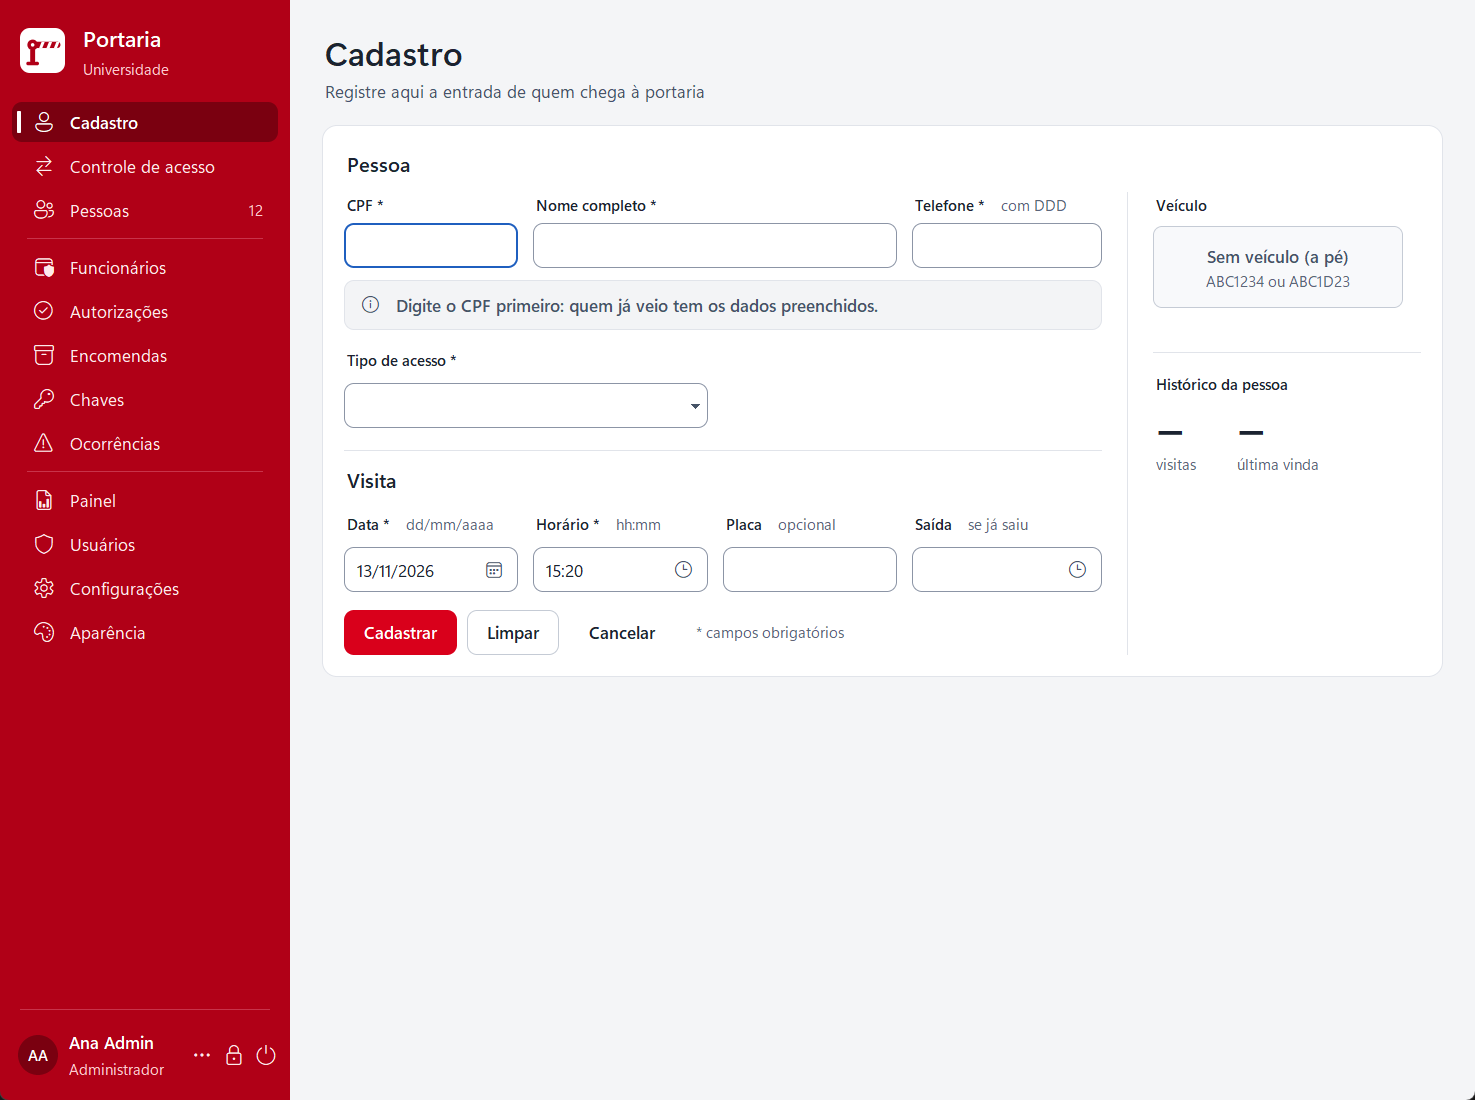 Portaria
Universidade
Cadastro
Controle de acesso
Pessoas 12
Funcionários
Autorizações
Encomendas
Chaves
Ocorrências
Painel
Usuários
Configurações
Aparência
AA
Ana Admin
Administrador
Cadastro
Registre aqui a entrada de quem chega à portaria
Pessoa
CPF * Nome completo * Telefone * com DDD
Digite o CPF primeiro: quem já veio tem os dados preenchidos.
Tipo de acesso *
Visita
Data * dd/mm/aaaa Horário * hh:mm Placa opcional Saída se já saiu
13/11/2026 15:20
Cadastrar Limpar Cancelar * campos obrigatórios
Veículo
Sem veículo (a pé)
ABC1234 ou ABC1D23
Histórico da pessoa
— —
visitas última vinda